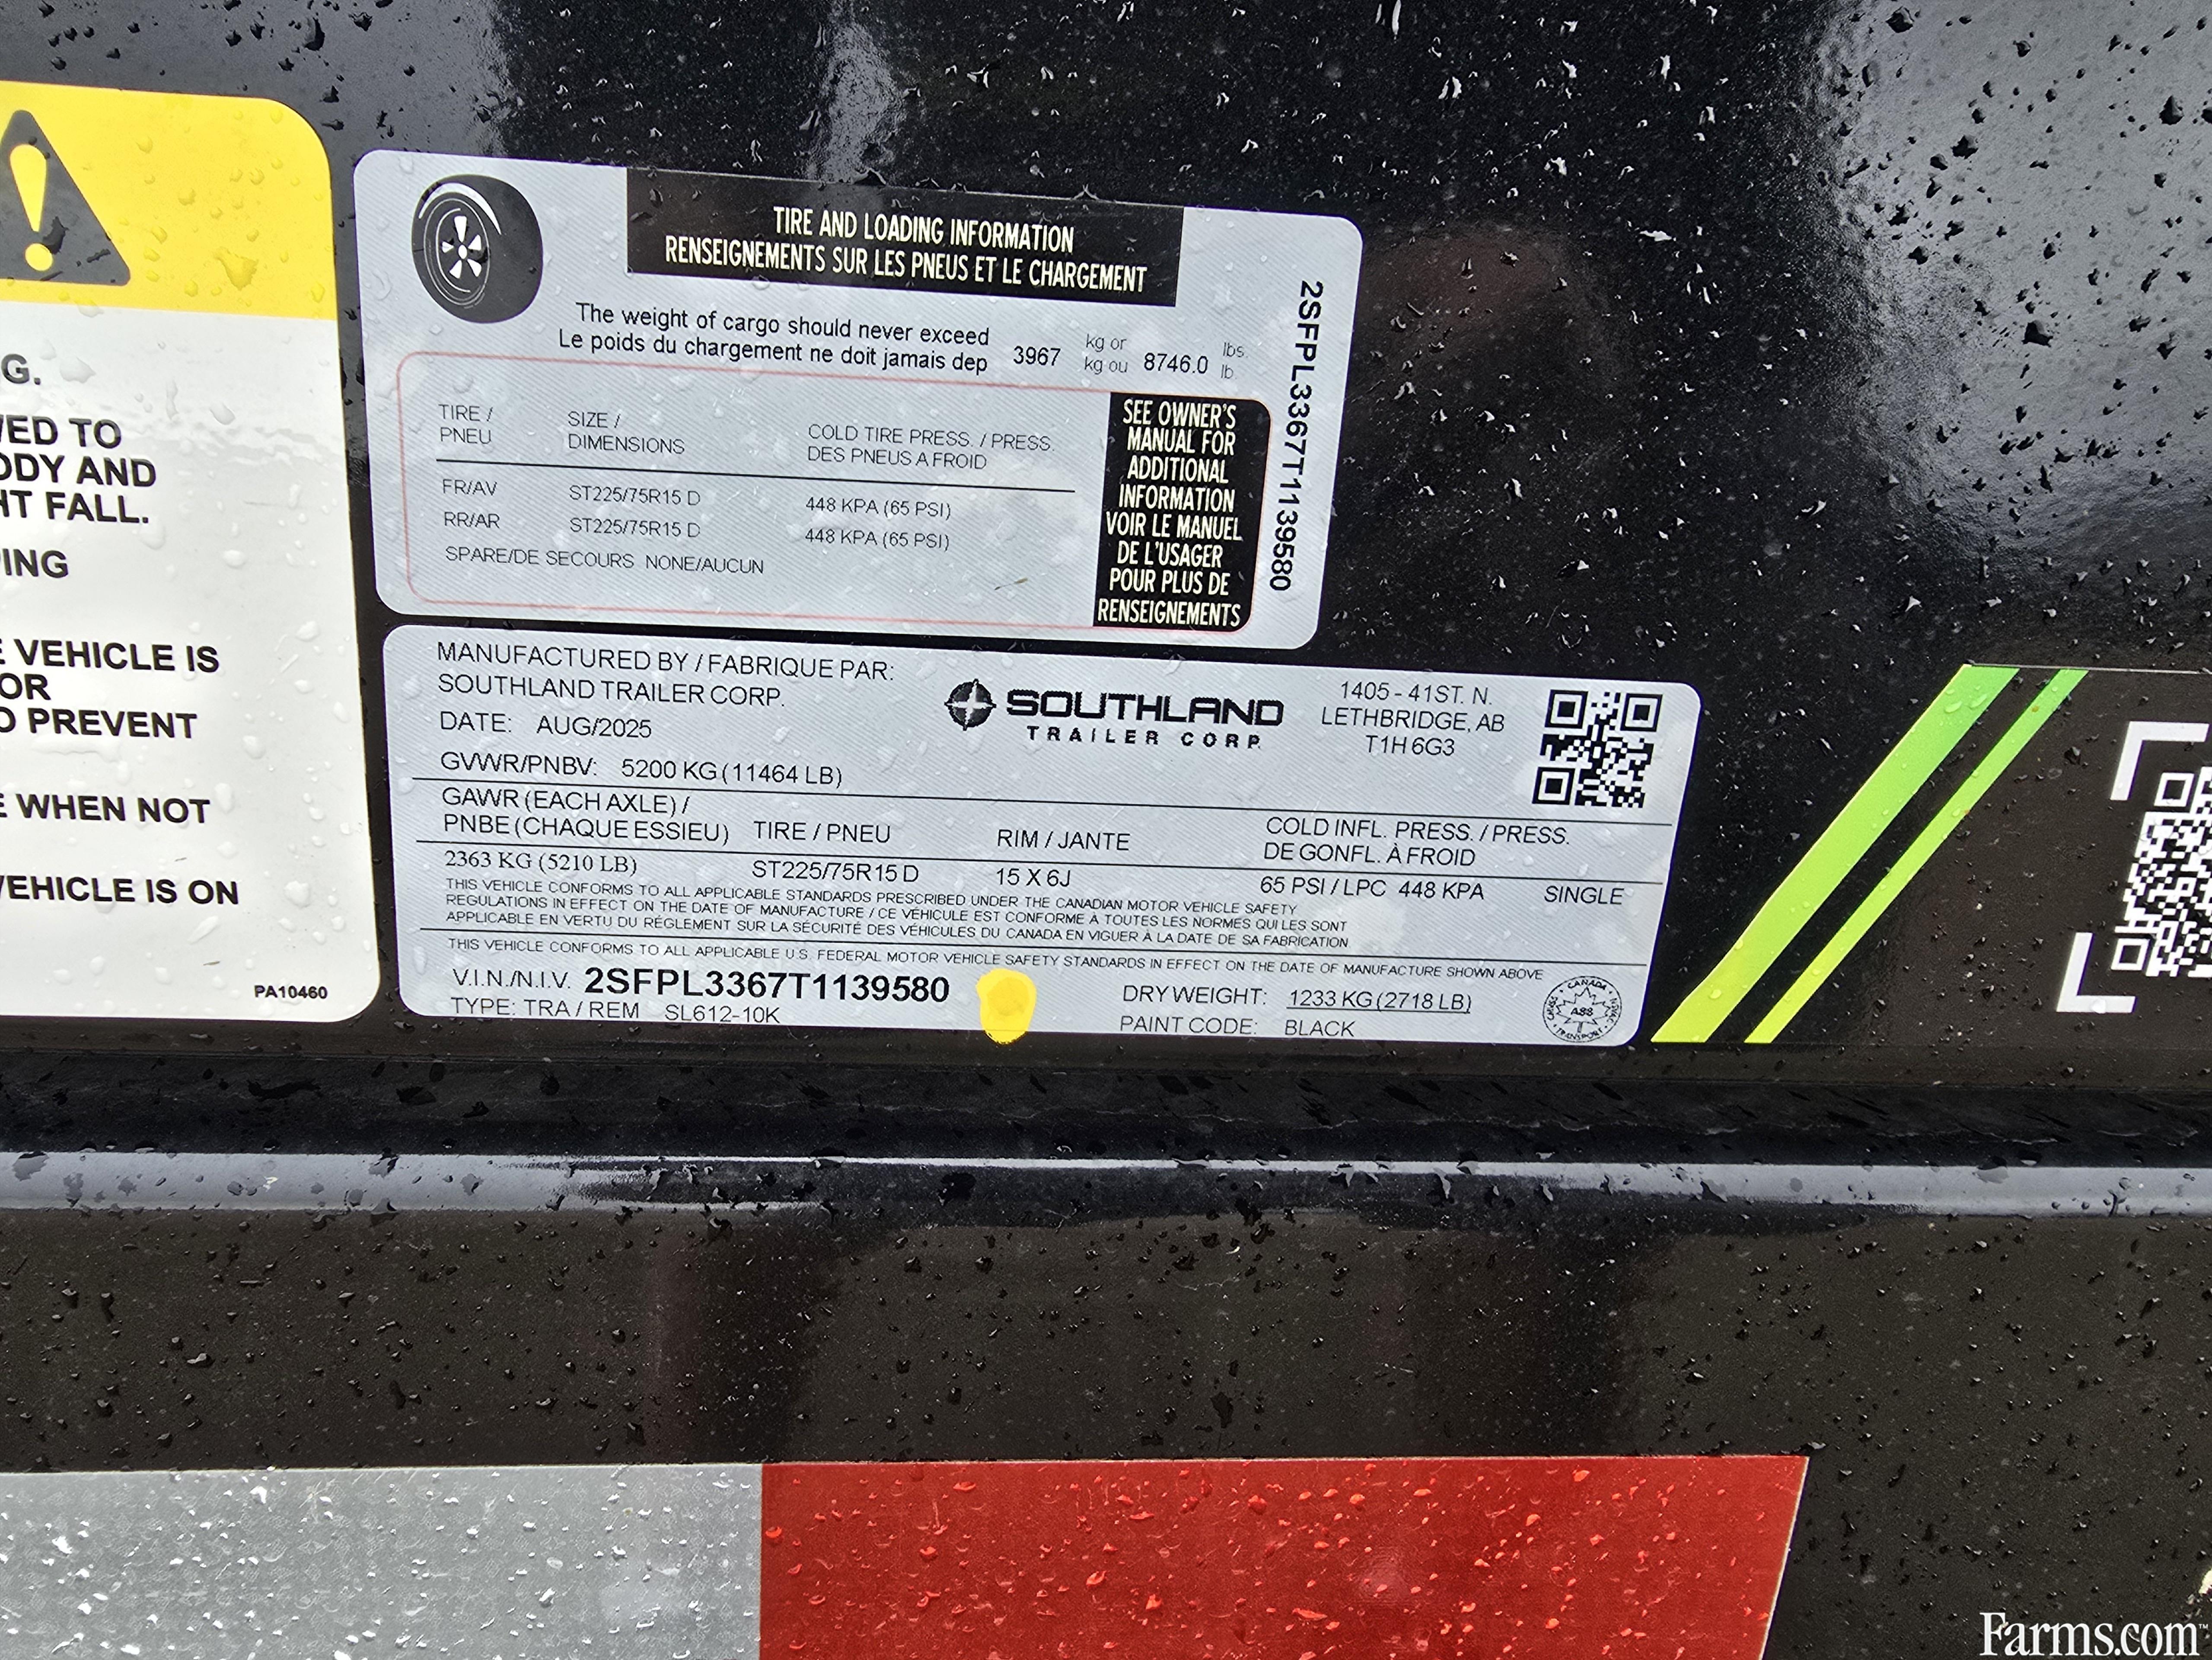 G.
WED TO
ODY AND
HT FALL.
ING
E VEHICLE IS
OR
O PREVENT
E WHEN NOT
VEHICLE IS ON
PA10460
TIRE AND LOADING INFORMATION
RENSEIGNEMENTS SUR LES PNEUS ET LE CHARGEMENT
The weight of cargo should never exceed
Le poids du chargement ne doit jamais dep 3967 kg or kg ou 8746.0 lbs. lb
TIRE / PNEU
SIZE / DIMENSIONS
COLD TIRE PRESS. / PRESS. DES PNEUS A FROID
FR/AV ST225/75R15 D 448 KPA (65 PSI)
RR/AR ST225/75R15 D 448 KPA (65 PSI)
SPARE/DE SECOURS NONE/AUCUN
SEE OWNER'S
MANUAL FOR
ADDITIONAL
INFORMATION
VOIR LE MANUEL
DE L'USAGER
POUR PLUS DE
RENSEIGNEMENTS
2SFPL3367T1139580
MANUFACTURED BY / FABRIQUE PAR:
SOUTHLAND TRAILER CORP.
DATE: AUG/2025
GVWR/PNBV: 5200 KG (11464 LB)
SOUTHLAND
TRAILER CORP
1405 - 41ST. N.
LETHBRIDGE, AB
T1H 6G3
GAWR (EACH AXLE) /
PNBE (CHAQUE ESSIEU) TIRE / PNEU RIM / JANTE
COLD INFL. PRESS. / PRESS.
DE GONFL. À FROID
2363 KG (5210 LB) ST225/75R15 D 15 X 6J 65 PSI / LPC 448 KPA SINGLE
THIS VEHICLE CONFORMS TO ALL APPLICABLE STANDARDS PRESCRIBED UNDER THE CANADIAN MOTOR VEHICLE SAFETY
REGULATIONS IN EFFECT ON THE DATE OF MANUFACTURE / CE VÉHICULE EST CONFORME À TOUTES LES NORMES QUI LES SONT
APPLICABLE EN VERTU DU RÉGLEMENT SUR LA SÉCURITÉ DES VÉHICULES DU CANADA EN VIGUER À LA DATE DE SA FABRICATION
THIS VEHICLE CONFORMS TO ALL APPLICABLE U.S. FEDERAL MOTOR VEHICLE SAFETY STANDARDS IN EFFECT ON THE DATE OF MANUFACTURE SHOWN ABOVE
V.I.N./N.I.V. 2SFPL3367T1139580 DRY WEIGHT: 1233 KG (2718 LB)
TYPE: TRA / REM SL612-10K PAINT CODE: BLACK
CANADA
TRANSPORT
Farms.com™